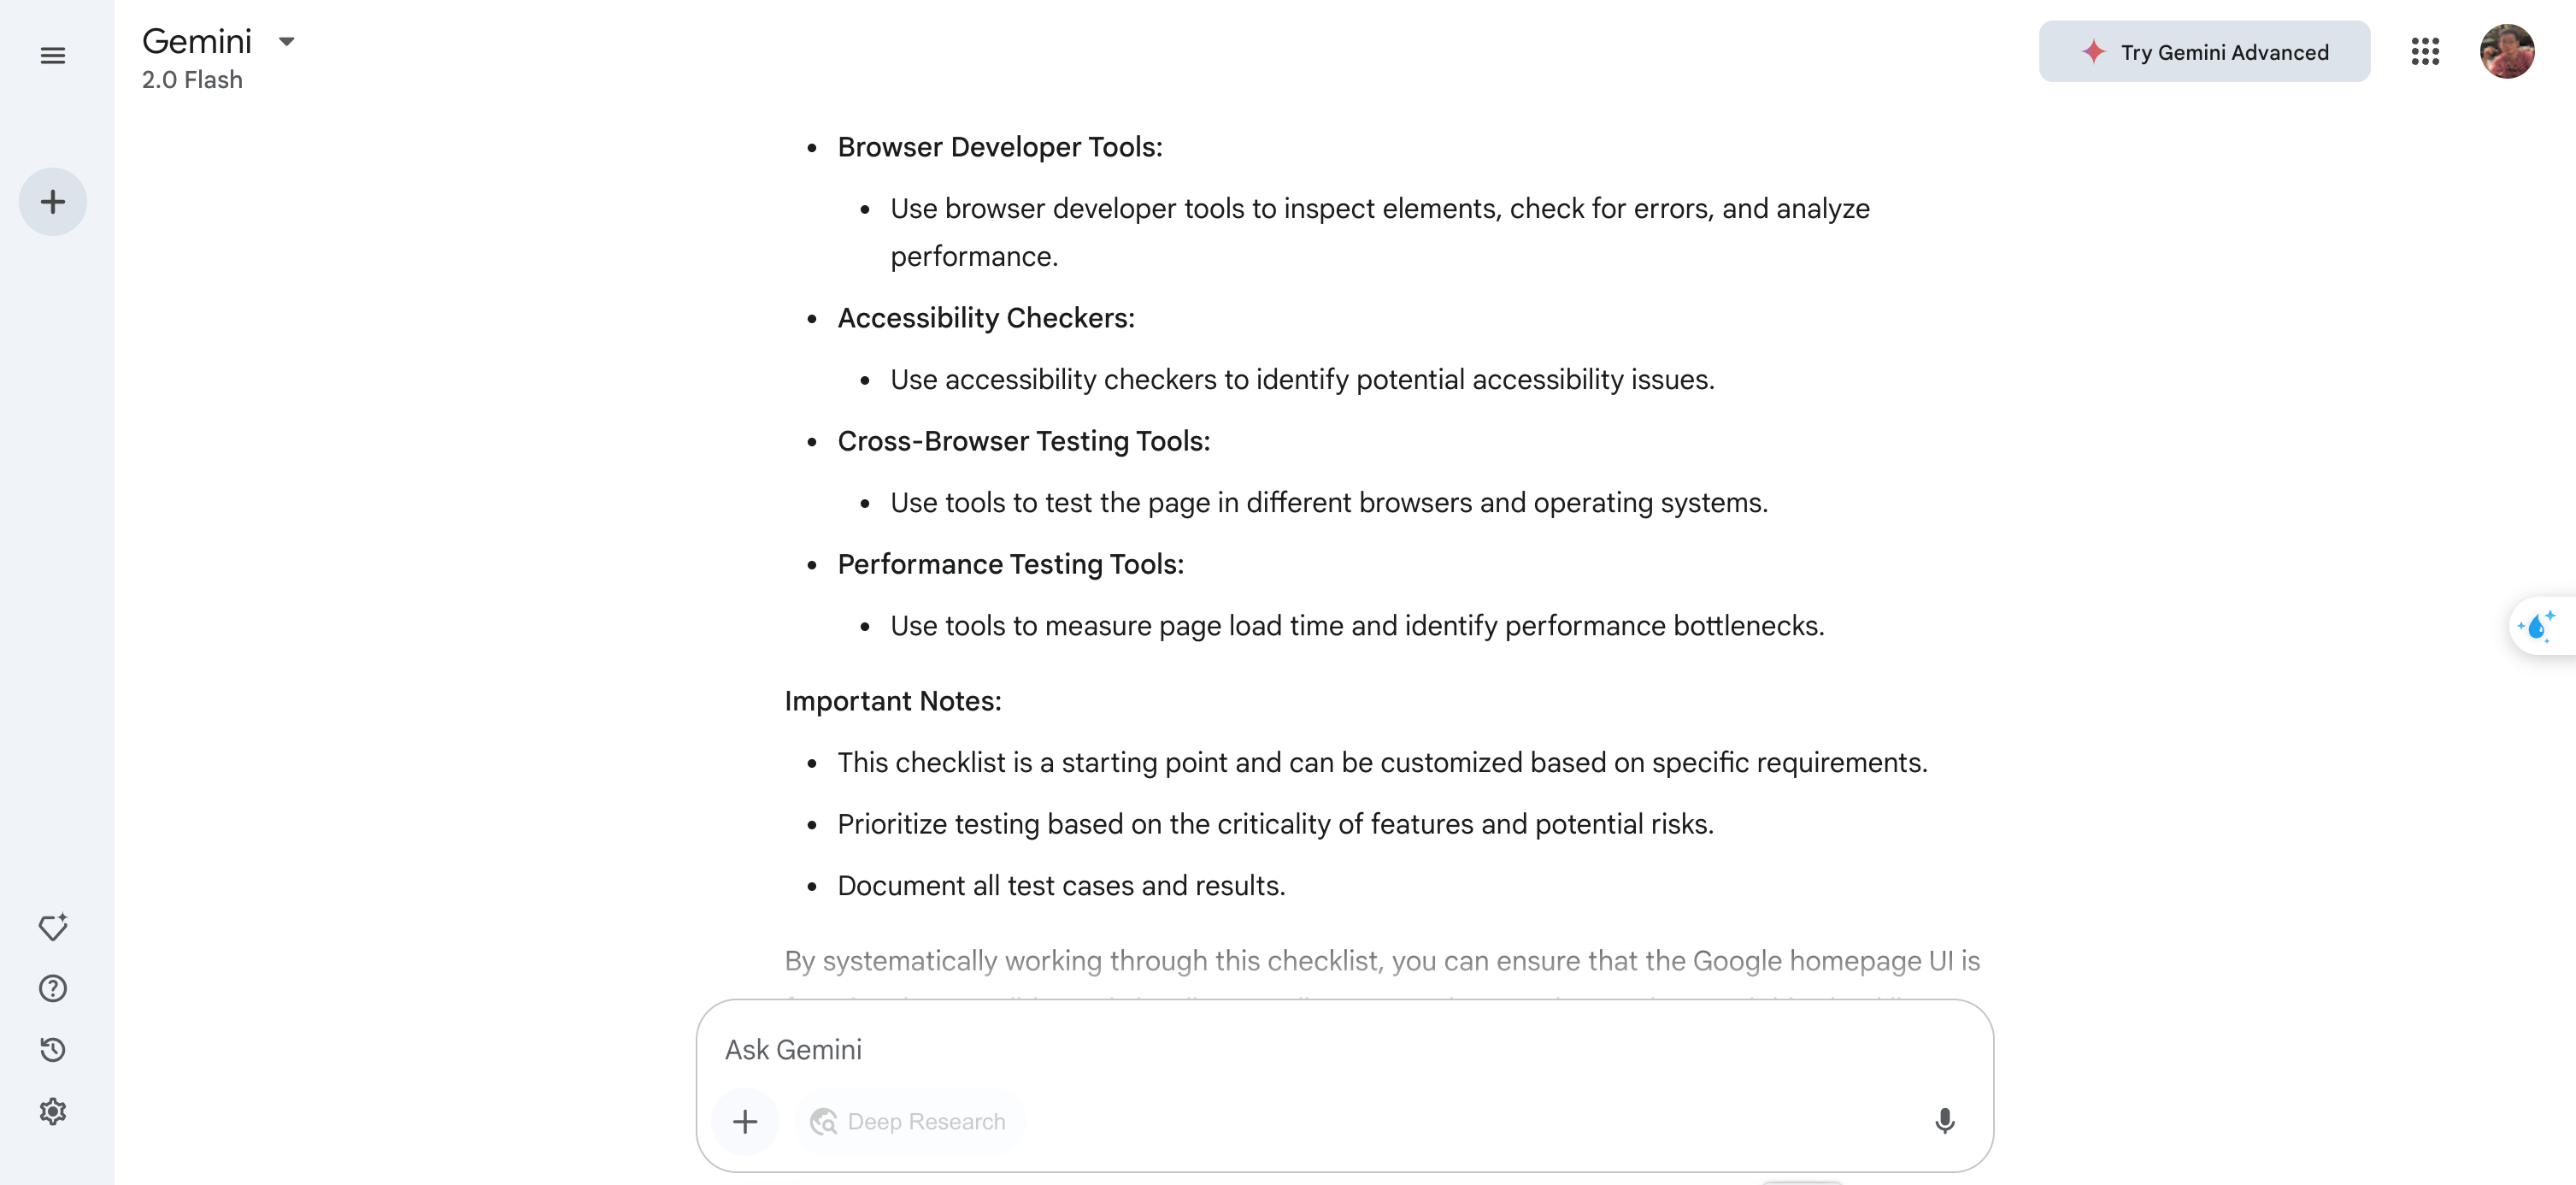 Gemini
2.0 Flash
Try Gemini Advanced
Browser Developer Tools:
Use browser developer tools to inspect elements, check for errors, and analyze
performance.
Accessibility Checkers:
Use accessibility checkers to identify potential accessibility issues.
Cross-Browser Testing Tools:
Use tools to test the page in different browsers and operating systems.
Performance Testing Tools:
Use tools to measure page load time and identify performance bottlenecks.
Important Notes:
This checklist is a starting point and can be customized based on specific requirements.
Prioritize testing based on the criticality of features and potential risks.
Document all test cases and results.
By systematically working through this checklist, you can ensure that the Google homepage UI is
Ask Gemini
Deep Research